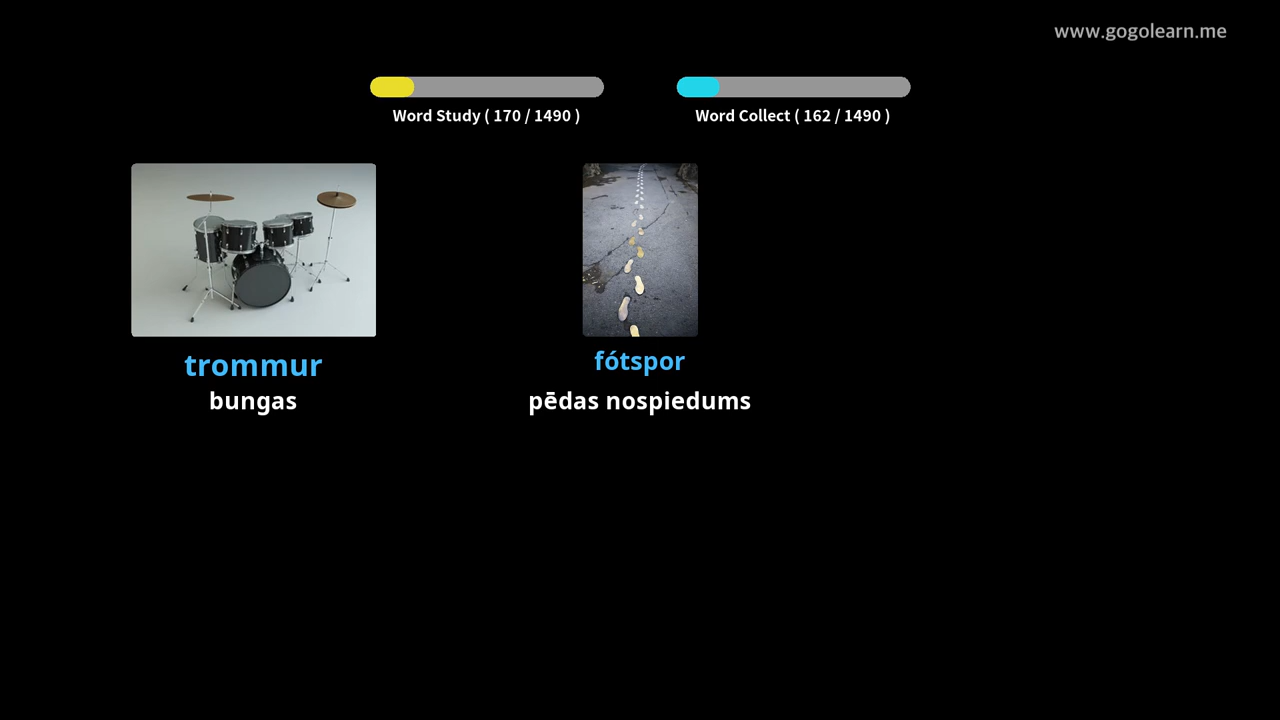 www.gogolearn.me
Word Study ( 170 / 1490 )
Word Collect ( 162 / 1490 )
trommur
bungas
fótspor
pēdas nospiedums